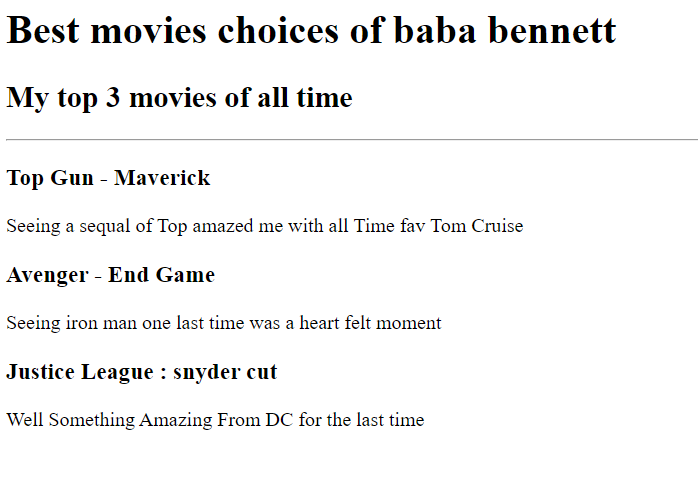 Best movies choices of baba bennett
My top 3 movies of all time
Top Gun - Maverick
Seeing a sequal of Top amazed me with all Time fav Tom Cruise
Avenger - End Game
Seeing iron man one last time was a heart felt moment
Justice League : snyder cut
Well Something Amazing From DC for the last time